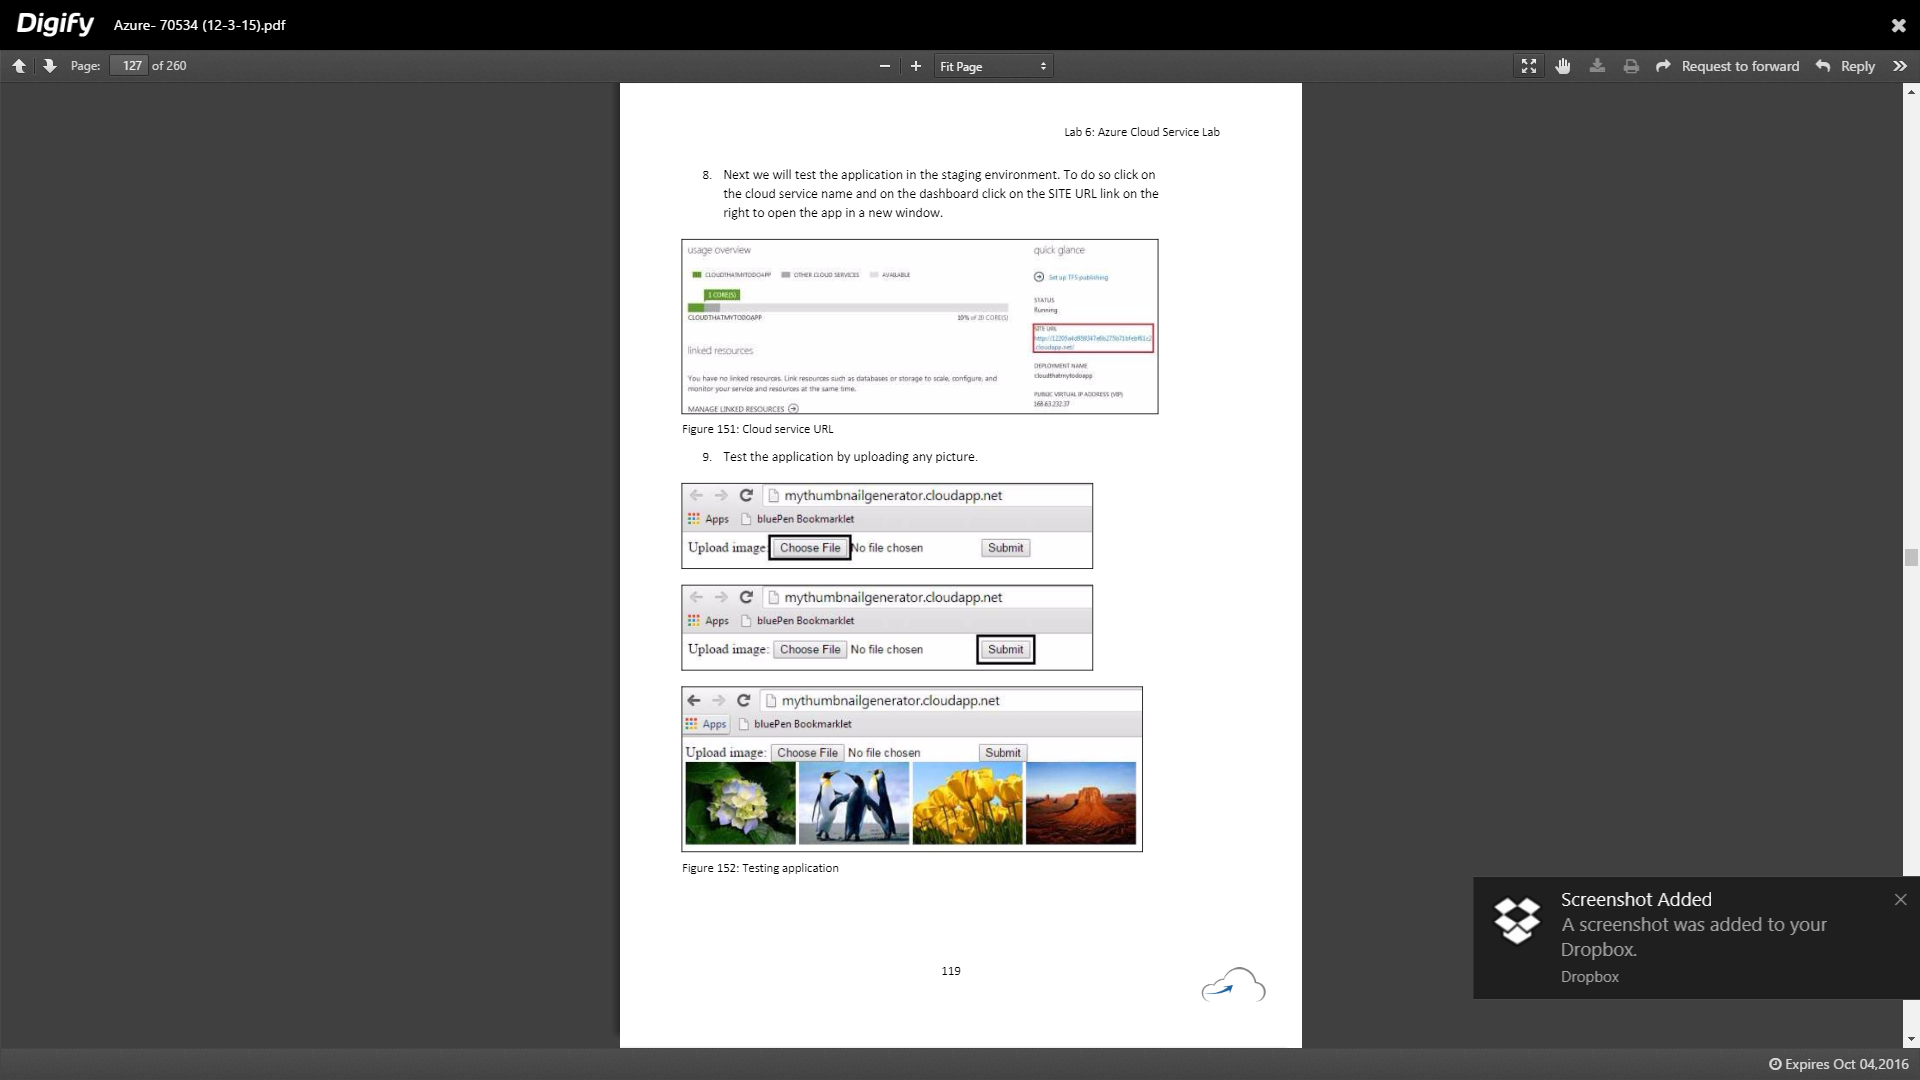 Digify Azure- 70534 (12-3-15).pdf
Page: 127 of 260 Fit Page Request to forward Reply
Lab 6: Azure Cloud Service Lab
8. Next we will test the application in the staging environment. To do so click on
the cloud service name and on the dashboard click on the SITE URL link on the
right to open the app in a new window.
usage overview
CLOUDTHATMYTODOAPP OTHER CLOUD SERVICES AVAILABLE
1 CORE(S)
CLOUDTHATMYTODOAPP 10% of 20 CORE(S)
linked resources
You have no linked resources. Link resources such as databases or storage to scale, configure, and
monitor your service and resources at the same time.
MANAGE LINKED RESOURCES
quick glance
Set up TFS publishing
STATUS
Running
SITE URL
.cloudapp.net/
DEPLOYMENT NAME
cloudthatmytodoapp
PUBLIC VIRTUAL IP ADDRESS (VIP)
168.63.232.37
Figure 151: Cloud service URL
9. Test the application by uploading any picture.
mythumbnailgenerator.cloudapp.net
Apps bluePen Bookmarklet
Upload image: Choose File No file chosen Submit
mythumbnailgenerator.cloudapp.net
Apps bluePen Bookmarklet
Upload image: Choose File No file chosen Submit
mythumbnailgenerator.cloudapp.net
Apps bluePen Bookmarklet
Upload image: Choose File No file chosen Submit
Figure 152: Testing application
119
Screenshot Added
A screenshot was added to your
Dropbox.
Dropbox
Expires Oct 04,2016